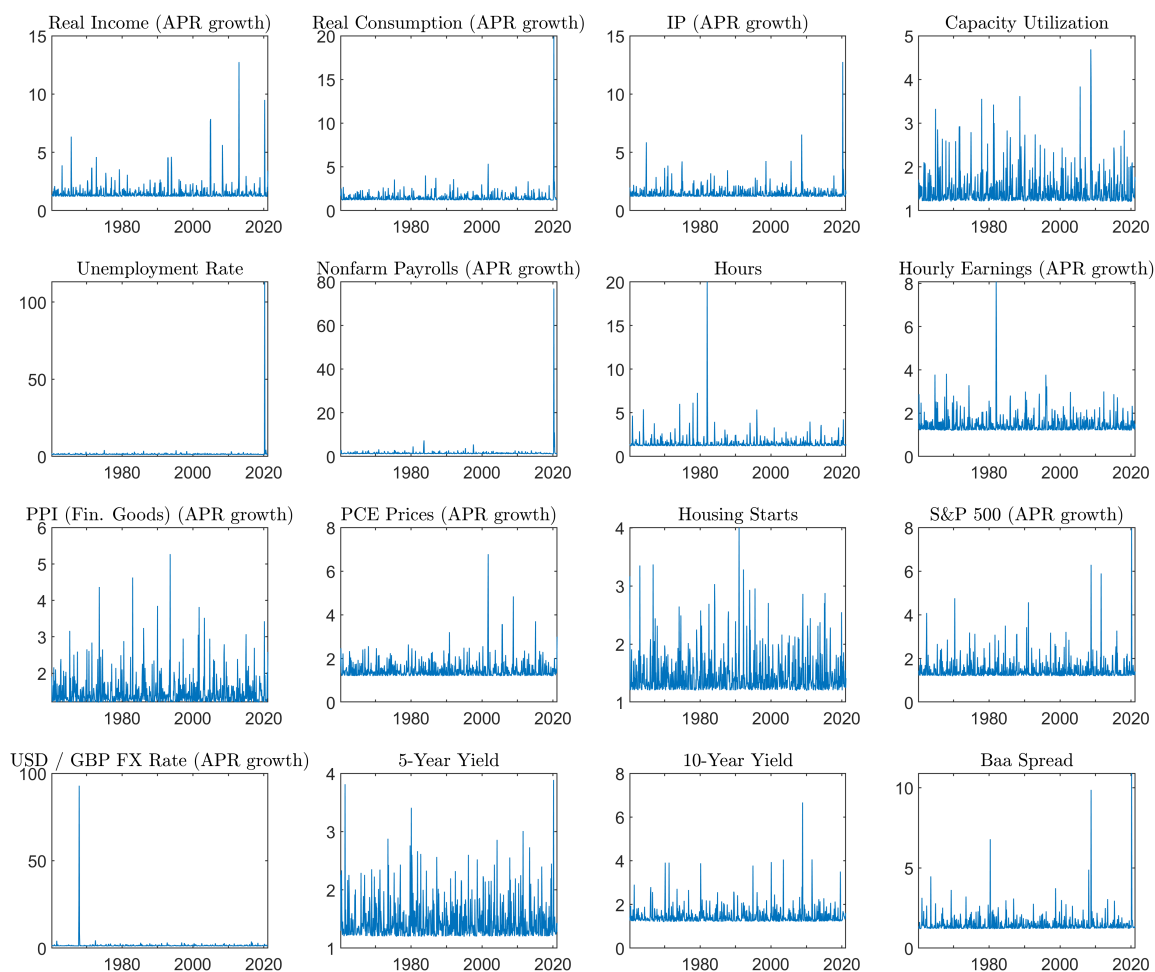 Real Income (APR growth) Real Consumption (APR growth) IP (APR growth) Capacity Utilization
15 20 15 5
15 4
10 10
10 3
5 5
5 2
0 0 0 1
1980 2000 2020 1980 2000 2020 1980 2000 2020 1980 2000 2020
Unemployment Rate Nonfarm Payrolls (APR growth) Hours Hourly Earnings (APR growth)
80 20 8
100
60 15 6
50 40 10 4
20 5 2
0 0 0 0
1980 2000 2020 1980 2000 2020 1980 2000 2020 1980 2000 2020
PPI (Fin. Goods) (APR growth) PCE Prices (APR growth) Housing Starts S&P 500 (APR growth)
6 8 4 8
5 6 6
3
4 4 4
3 2
2 2 2
0 1 0
1980 2000 2020 1980 2000 2020 1980 2000 2020 1980 2000 2020
USD / GBP FX Rate (APR growth) 5-Year Yield 10-Year Yield Baa Spread
100 4 8
10
3 6
50 4 5
2 2
0 1 0 0
1980 2000 2020 1980 2000 2020 1980 2000 2020 1980 2000 2020